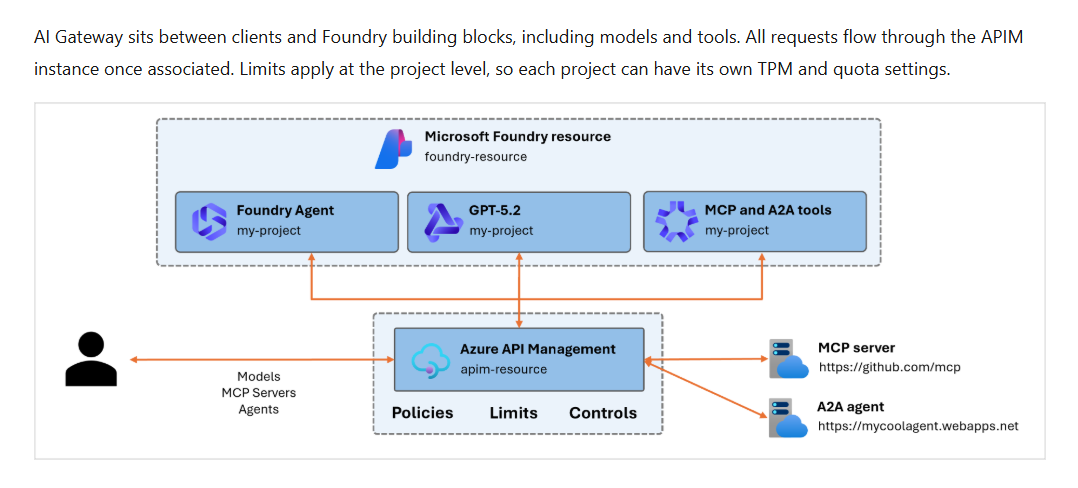 AI Gateway sits between clients and Foundry building blocks, including models and tools. All requests flow through the APIM
instance once associated. Limits apply at the project level, so each project can have its own TPM and quota settings.
Microsoft Foundry resource
foundry-resource
Foundry Agent
my-project
GPT-5.2
my-project
MCP and A2A tools
my-project
Azure API Management
apim-resource
Policies Limits Controls
Models
MCP Servers
Agents
MCP server
https://github.com/mcp
A2A agent
https://mycoolagent.webapps.net